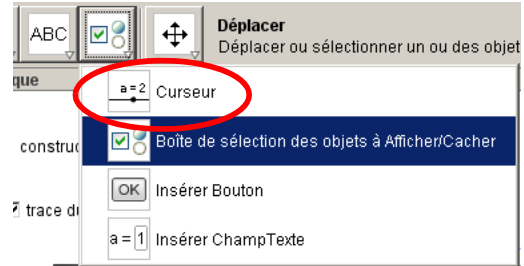 ABC
Déplacer
Déplacer ou sélectionner un ou des objet
que
a=2 Curseur
construc
Boîte de sélection des objets à Afficher/Cacher
OK Insérer Bouton
trace du
a = 1 Insérer ChampTexte